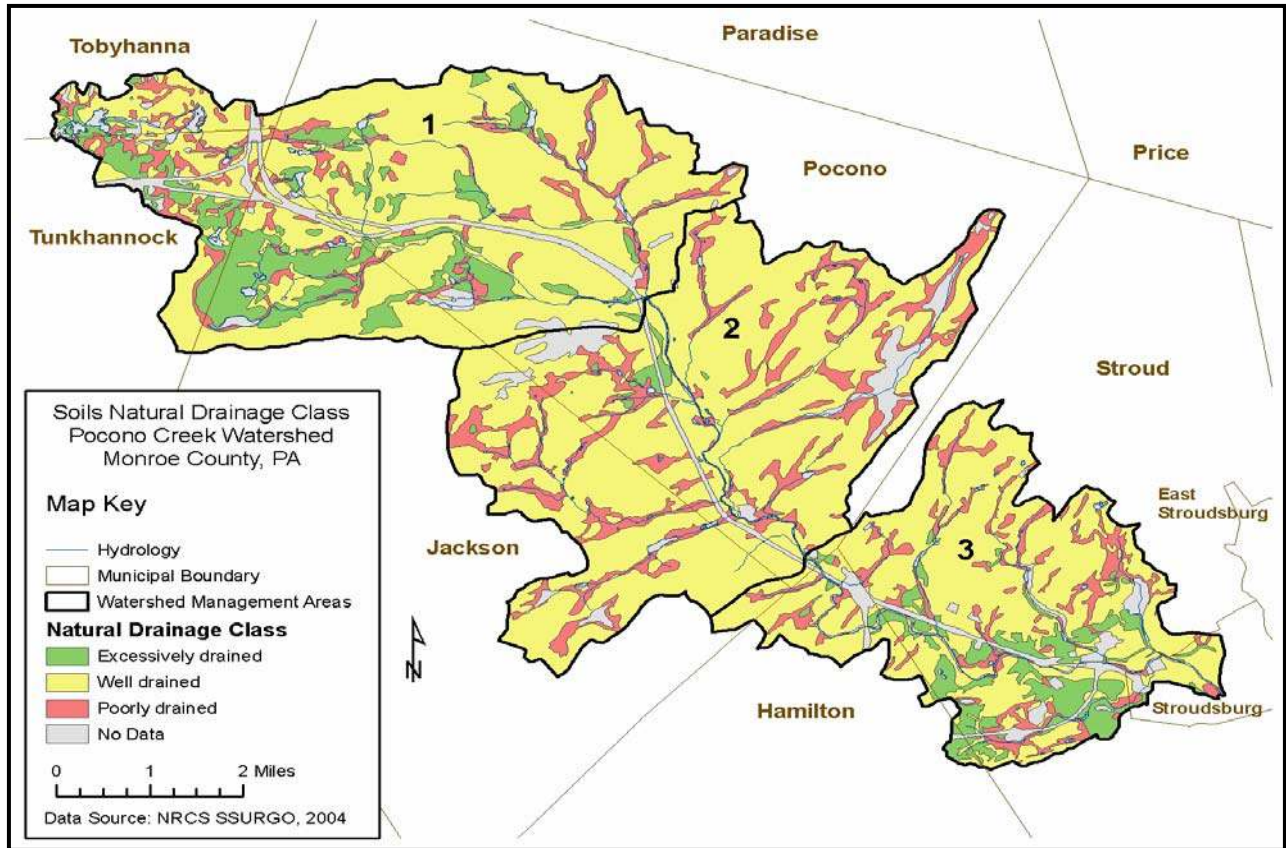 Tobyhanna
Paradise
1
Pocono
Price
Tunkhannock
2
Stroud
Soils Natural Drainage Class
Pocono Creek Watershed
Monroe County, PA
Map Key
Hydrology
Municipal Boundary
Watershed Management Areas
Natural Drainage Class
Excessively drained
Well drained
Poorly drained
No Data
0 1 2 Miles
Data Source: NRCS SSURGO, 2004
Jackson
N
East
Stroudsburg
3
Hamilton
Stroudsburg